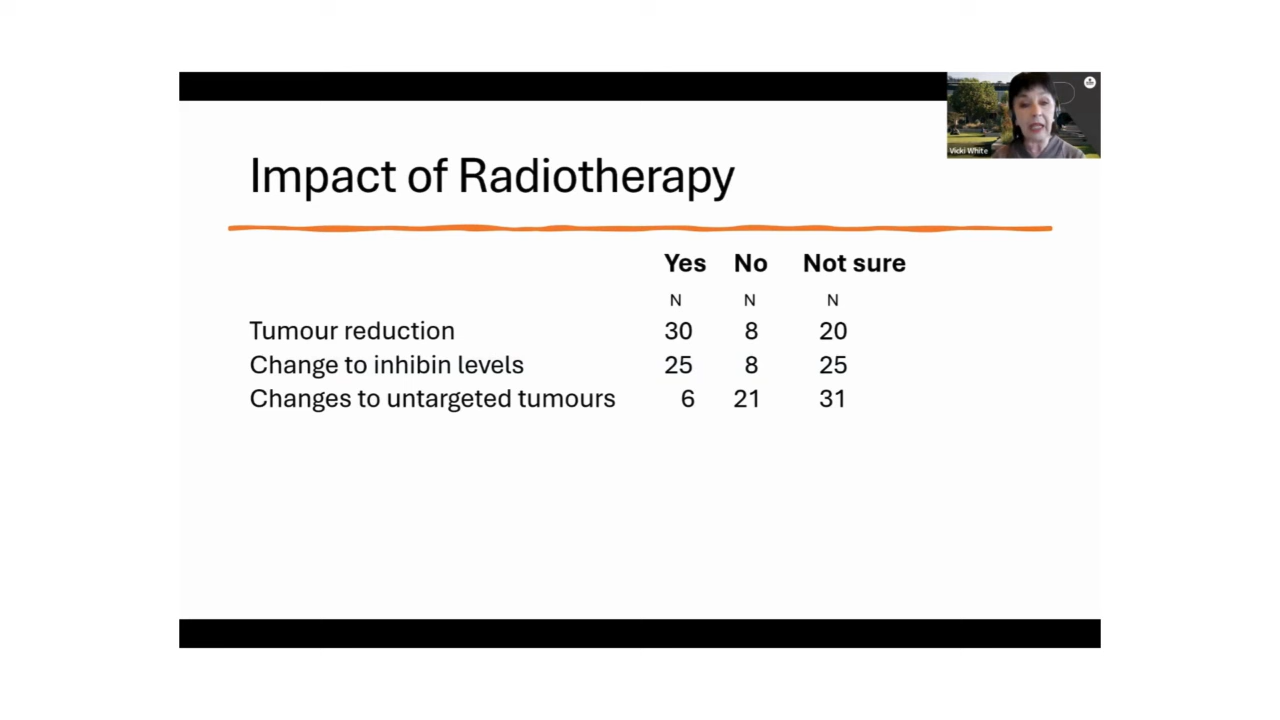 Vicki White
Impact of Radiotherapy
Yes No Not sure
N N N
Tumour reduction 30 8 20
Change to inhibin levels 25 8 25
Changes to untargeted tumours 6 21 31